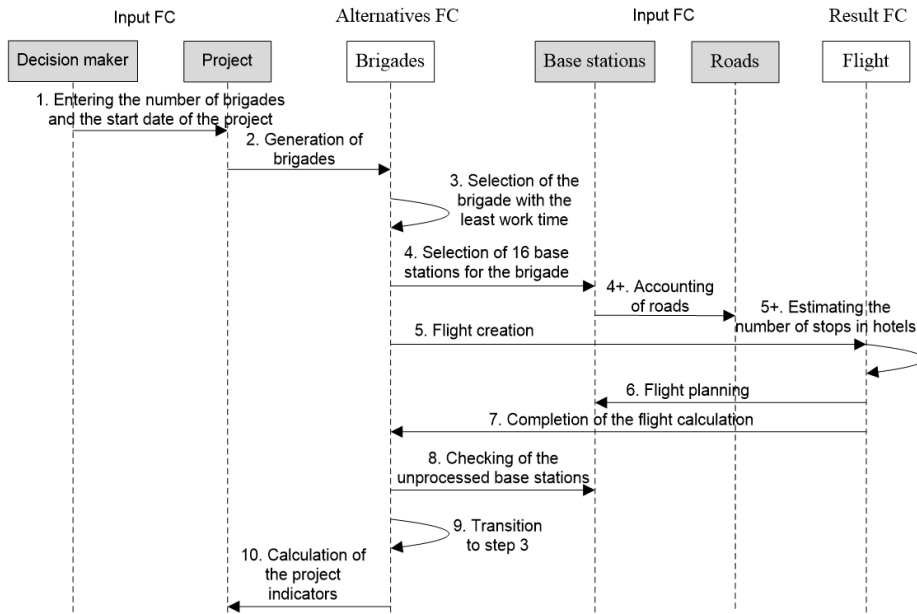 Input FC
Alternatives FC
Input FC
Result FC
Decision maker
Project
Brigades
Base stations
Roads
Flight
1. Entering the number of brigades
and the start date of the project
2. Generation of
brigades
3. Selection of the
brigade with the
least work time
4. Selection of 16 base
stations for the brigade
4+. Accounting
of roads
5+. Estimating the
number of stops in hotels
5. Flight creation
6. Flight planning
7. Completion of the flight calculation
8. Checking of the
unprocessed base stations
9. Transition
to step 3
10. Calculation of
the project
indicators